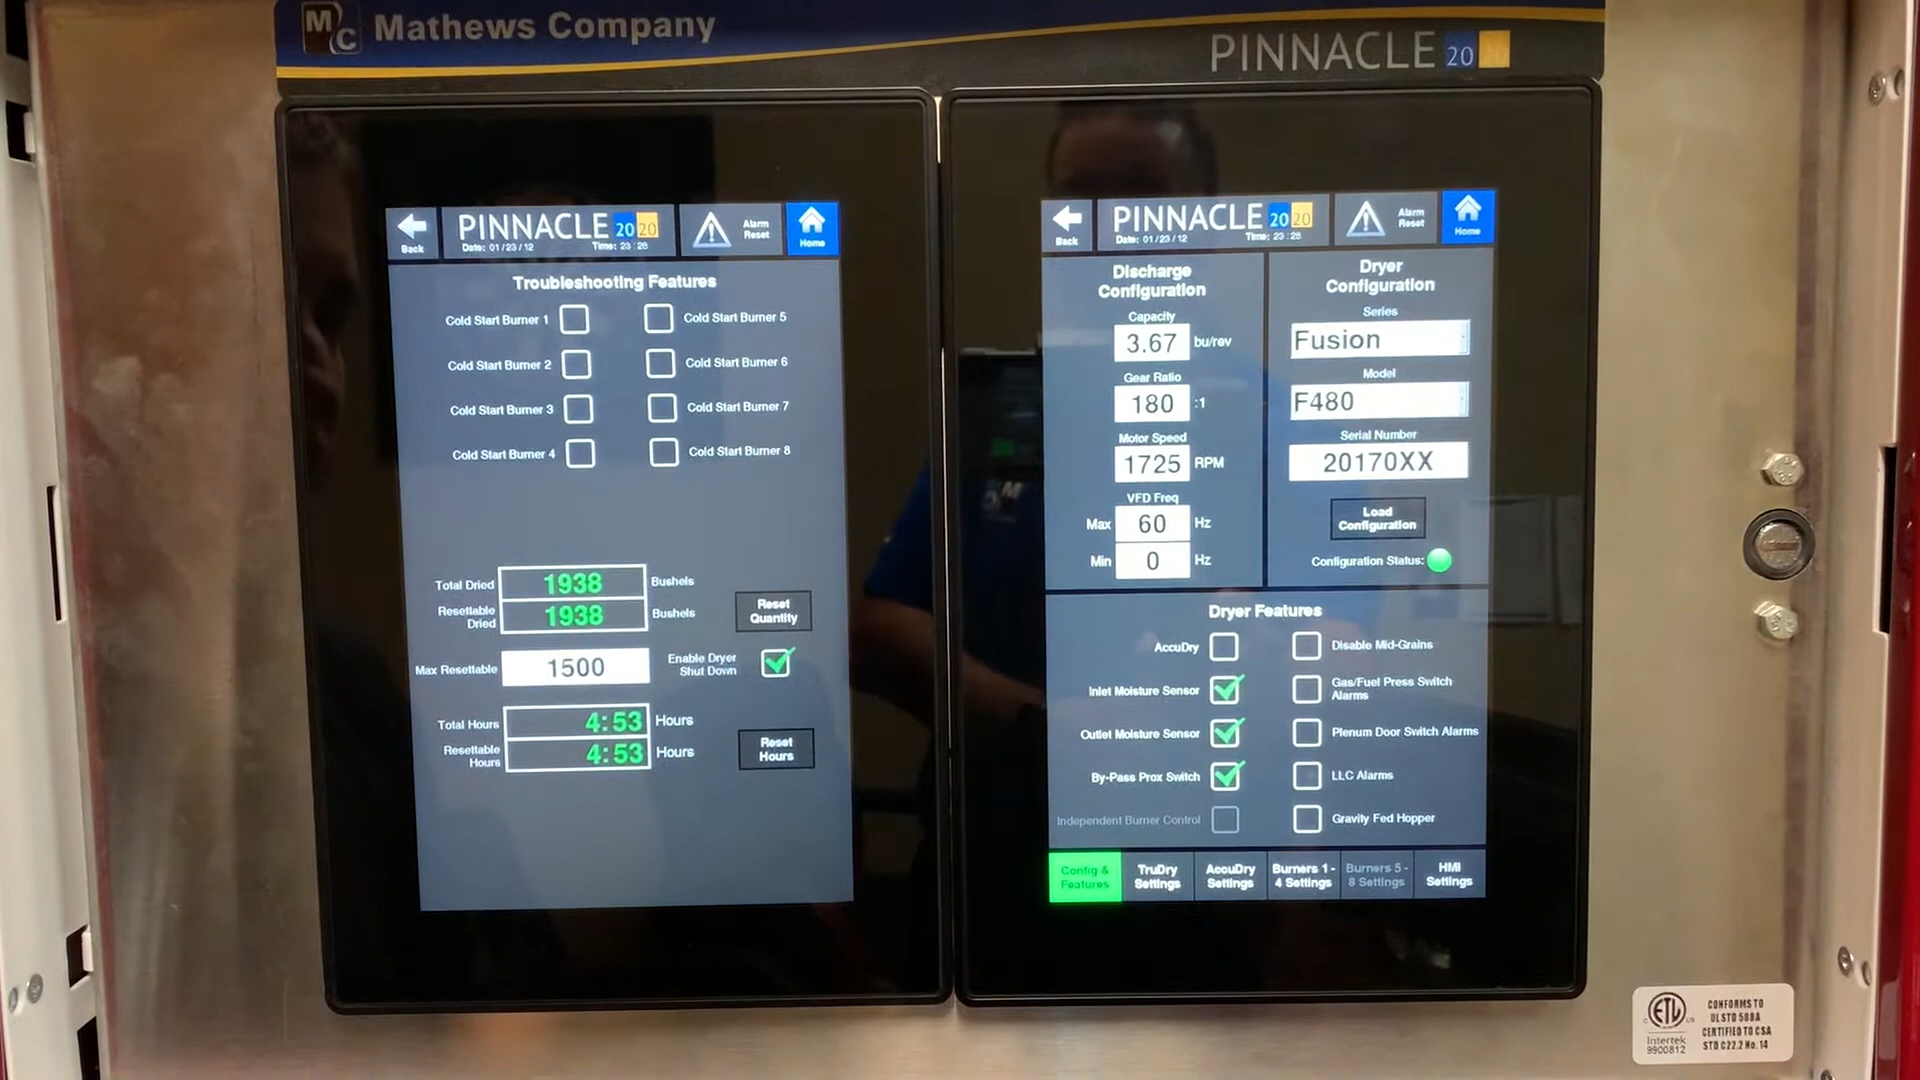 MC Mathews Company
PINNACLE 20 20
Back
PINNACLE 20 20
Date: 01/23/12 Time: 23:28
Alarm
Reset
Home
Troubleshooting Features
Cold Start Burner 1
Cold Start Burner 5
Cold Start Burner 2
Cold Start Burner 6
Cold Start Burner 3
Cold Start Burner 7
Cold Start Burner 4
Cold Start Burner 8
Total Dried 1938 Bushels
Resettable
Dried
1938 Bushels
Reset
Quantity
Max Resettable 1500
Enable Dryer
Shut Down
Total Hours 4:53 Hours
Resettable
Hours
4:53 Hours
Reset
Hours
Back
PINNACLE 20 20
Date: 01/23/12 Time: 23:28
Alarm
Reset
Home
Discharge
Configuration
Capacity
3.67 bu/rev
Gear Ratio
180 :1
Motor Speed
1725 RPM
VFD Freq
Max 60 Hz
Min 0 Hz
Dryer
Configuration
Series
Fusion
Model
F480
Serial Number
20170XX
Load
Configuration
Configuration Status:
Dryer Features
AccuDry
Disable Mid-Grains
Inlet Moisture Sensor
Gas/Fuel Press Switch
Alarms
Outlet Moisture Sensor
Plenum Door Switch Alarms
By-Pass Prox Switch
LLC Alarms
Independent Burner Control
Gravity Fed Hopper
Config &
Features
TruDry
Settings
AccuDry
Settings
Burners 1 -
4 Settings
Burners 5 -
8 Settings
HMI
Settings
C ETL US
Intertek
9900812
CONFORMS TO
UL STD 508A
CERTIFIED TO CSA
STD C22.2 No. 14